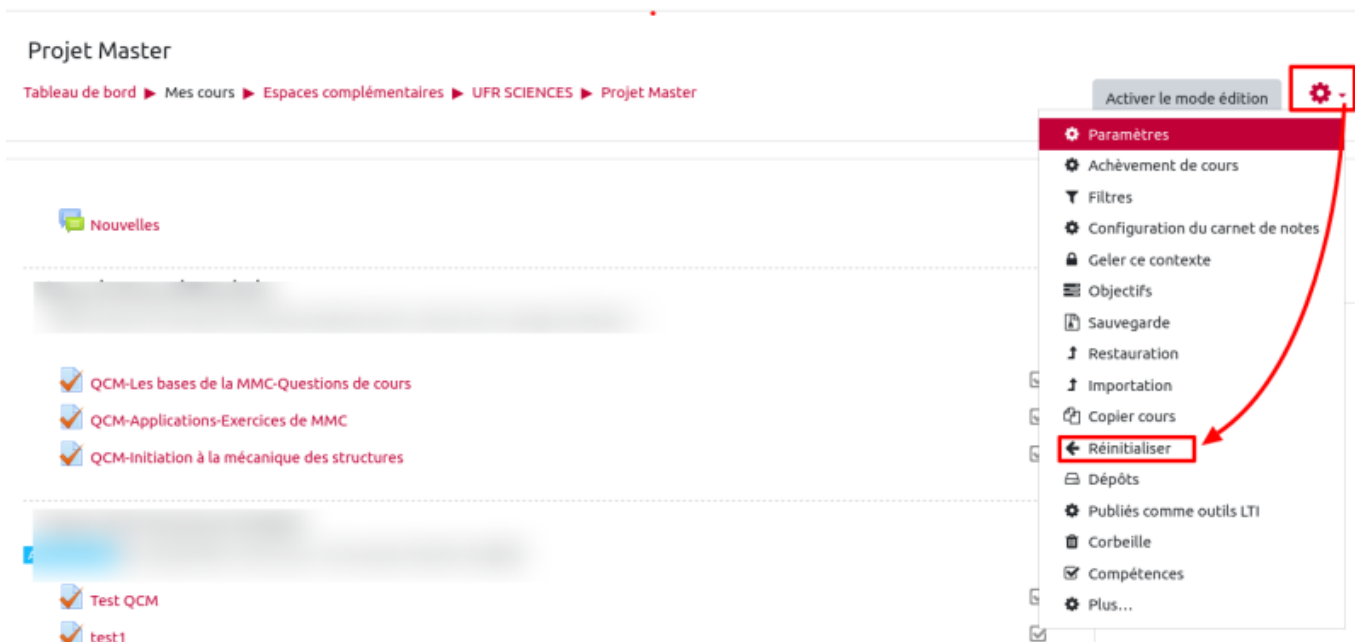 Projet Master
Tableau de bord ▶ Mes cours ▶ Espaces complémentaires ▶ UFR SCIENCES ▶ Projet Master
Activer le mode édition
Paramètres
Achèvement de cours
Filtres
Configuration du carnet de notes
Geler ce contexte
Objectifs
Sauvegarde
Restauration
Importation
Copier cours
Réinitialiser
Dépôts
Publiés comme outils LTI
Corbeille
Compétences
Plus...
Nouvelles
QCM-Les bases de la MMC-Questions de cours
QCM-Applications-Exercices de MMC
QCM-Initiation à la mécanique des structures
Test QCM
test1